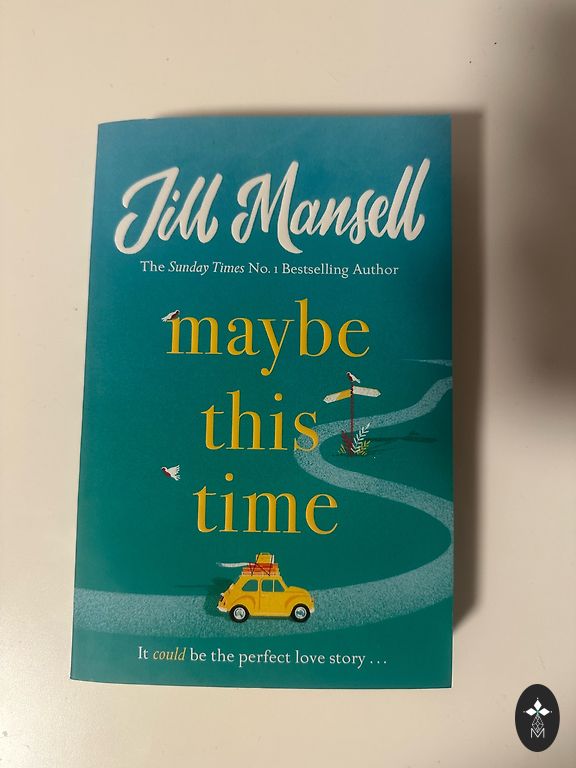 Jill Mansell
The Sunday Times No. 1 Bestselling Author
maybe
this
time
It could be the perfect love story ...
M